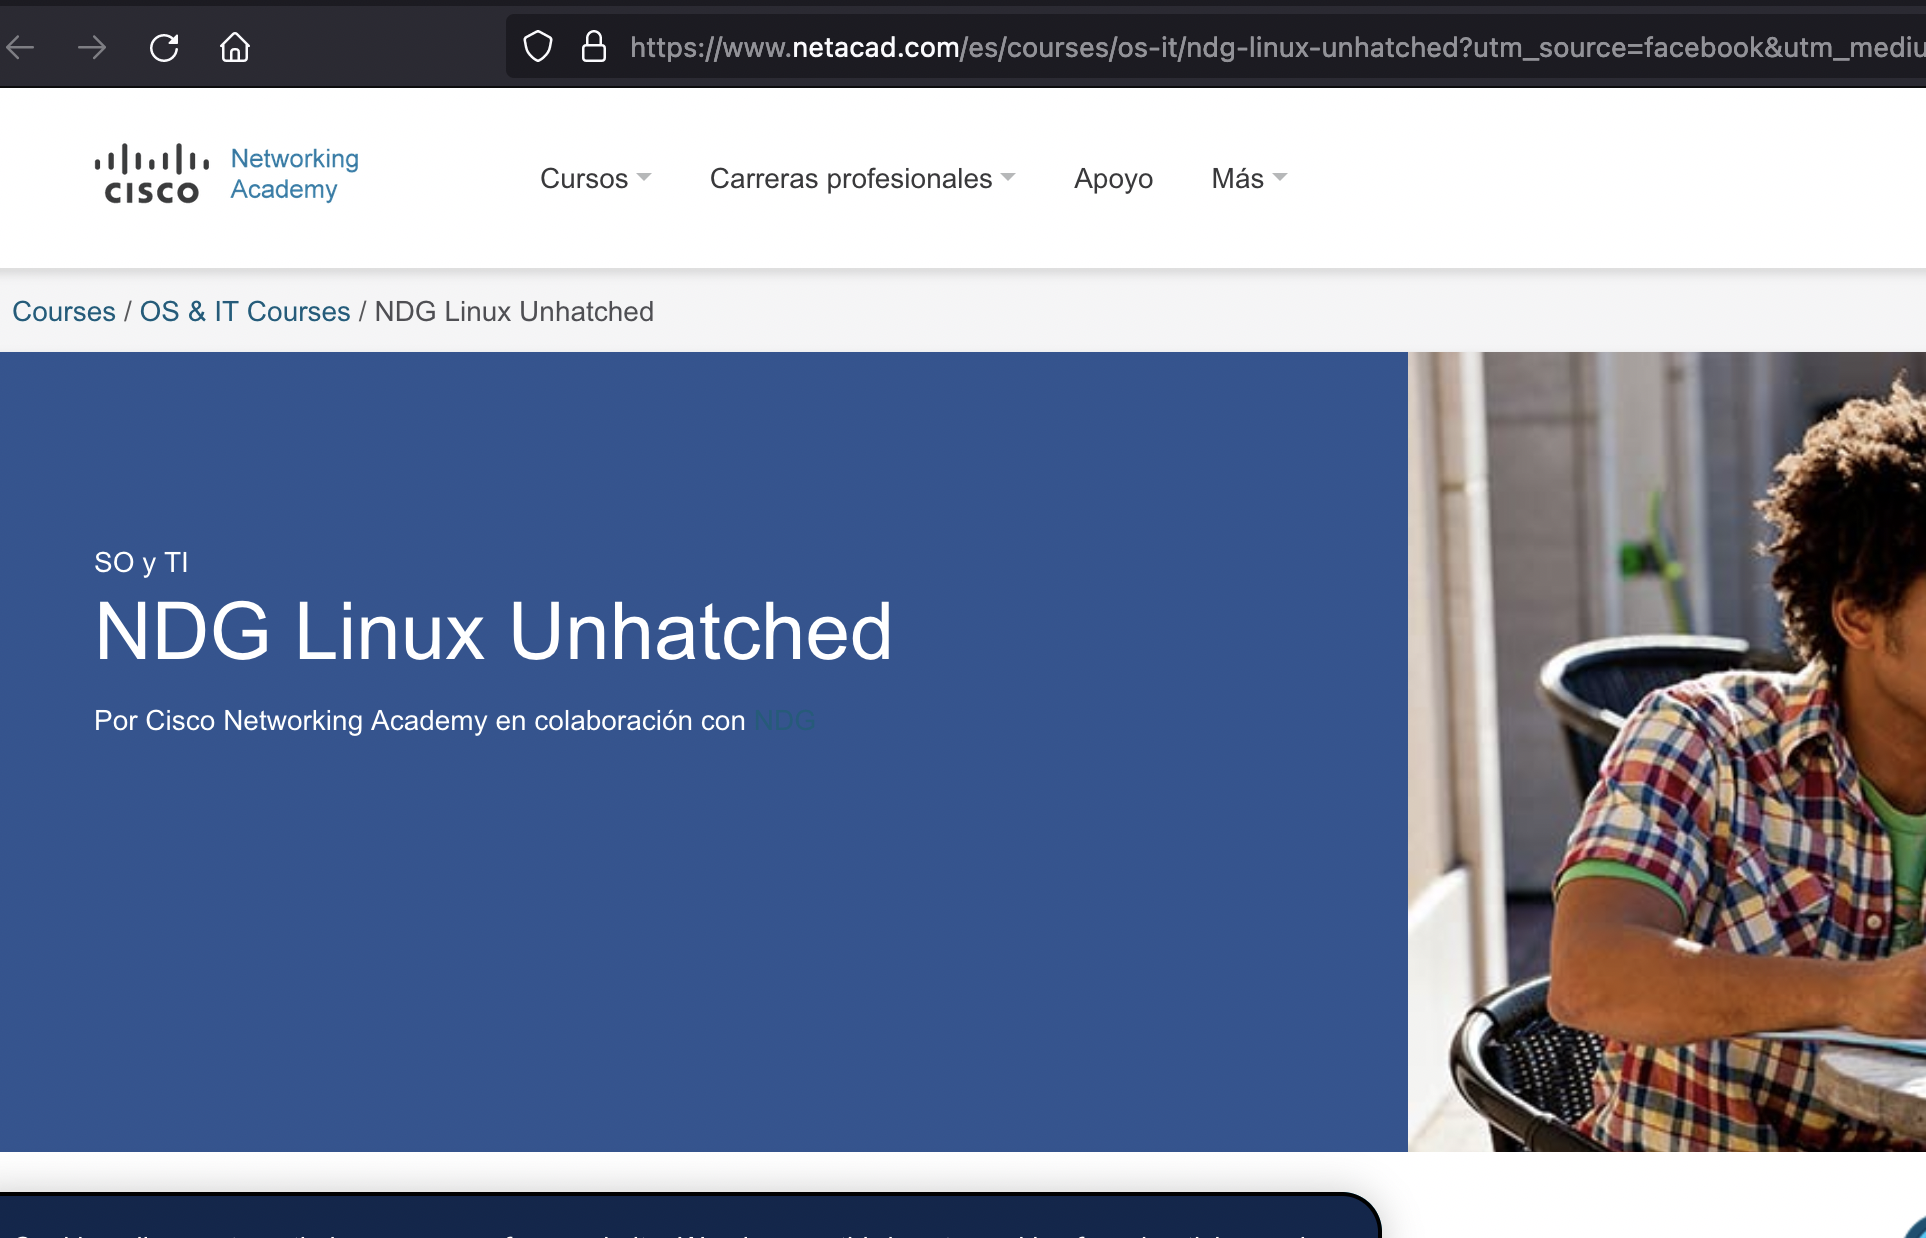 https://www.netacad.com/es/courses/os-it/ndg-linux-unhatched?utm_source=facebook&utm_mediu
CISCO Networking Academy
Cursos Carreras profesionales Apoyo Más
Courses / OS & IT Courses / NDG Linux Unhatched
SO y TI
NDG Linux Unhatched
Por Cisco Networking Academy en colaboración con NDG